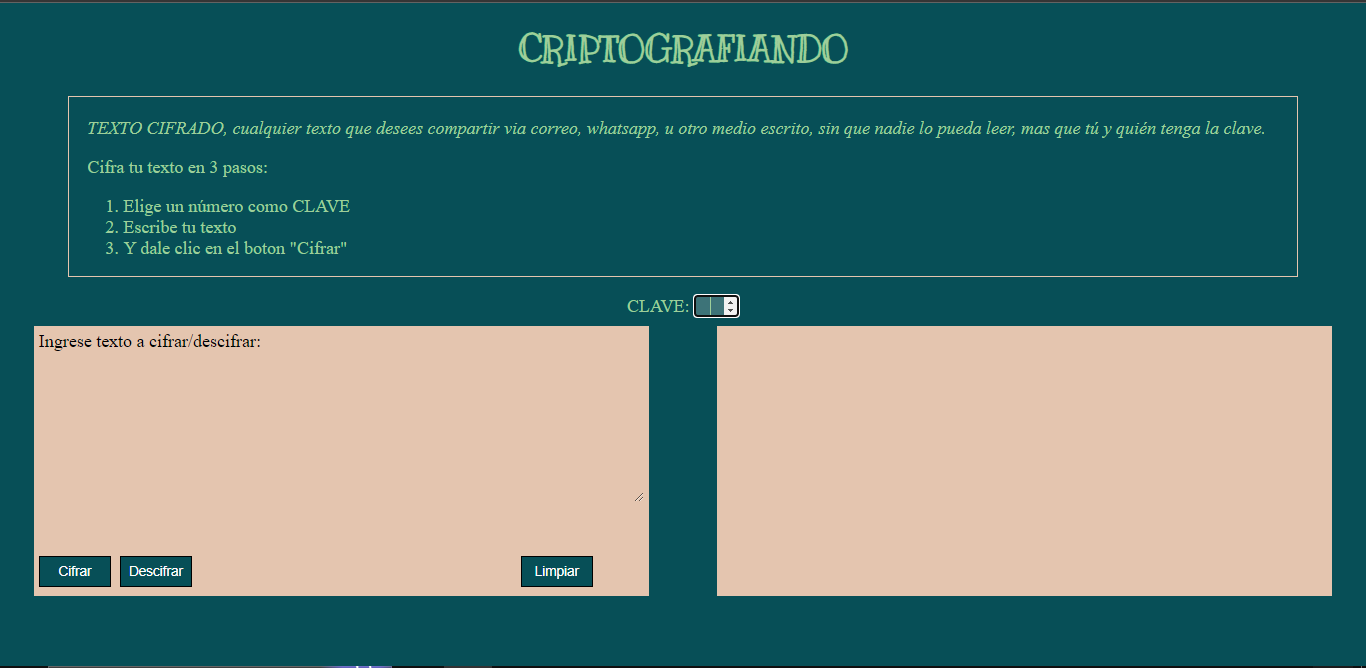 CRIPTOGRAFIANDO
TEXTO CIFRADO, cualquier texto que desees compartir via correo, whatsapp, u otro medio escrito, sin que nadie lo pueda leer, mas que tú y quién tenga la clave.
Cifra tu texto en 3 pasos:
1. Elige un número como CLAVE
2. Escribe tu texto
3. Y dale clic en el boton "Cifrar"
CLAVE:
Ingrese texto a cifrar/descifrar:
Cifrar Descifrar Limpiar